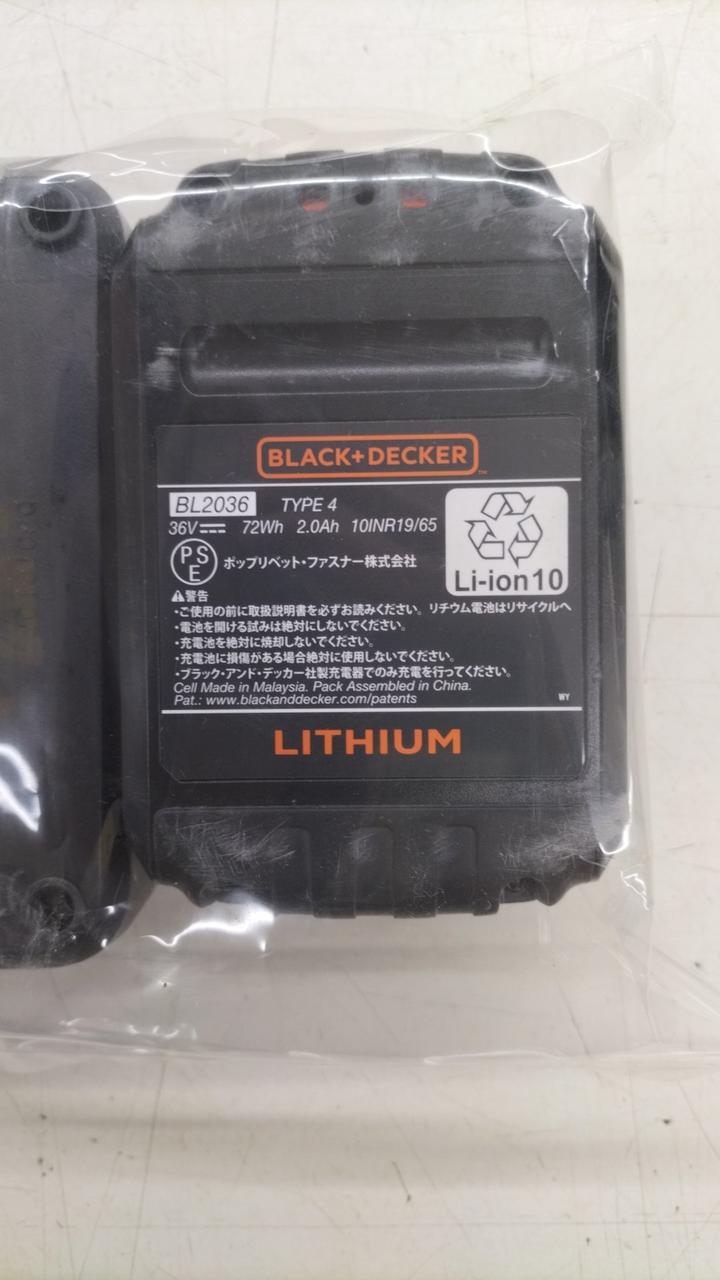 BLACK+DECKER™
BL2036 TYPE 4
36V⎓ 72Wh 2.0Ah 10INR19/65
PSE ポップリベット・ファスナー株式会社
Li-ion10
⚠警告
・ご使用の前に取扱説明書を必ずお読みください。 リチウム電池はリサイクルへ
・電池を開ける試みは絶対にしないでください。
・充電池を絶対に焼却しないでください。
・充電池に損傷がある場合絶対に使用しないでください。
・ブラック・アンド・デッカー社製充電器でのみ充電を行ってください。
Cell Made in Malaysia. Pack Assembled in China.
Pat.: www.blackanddecker.com/patents WY
LITHIUM